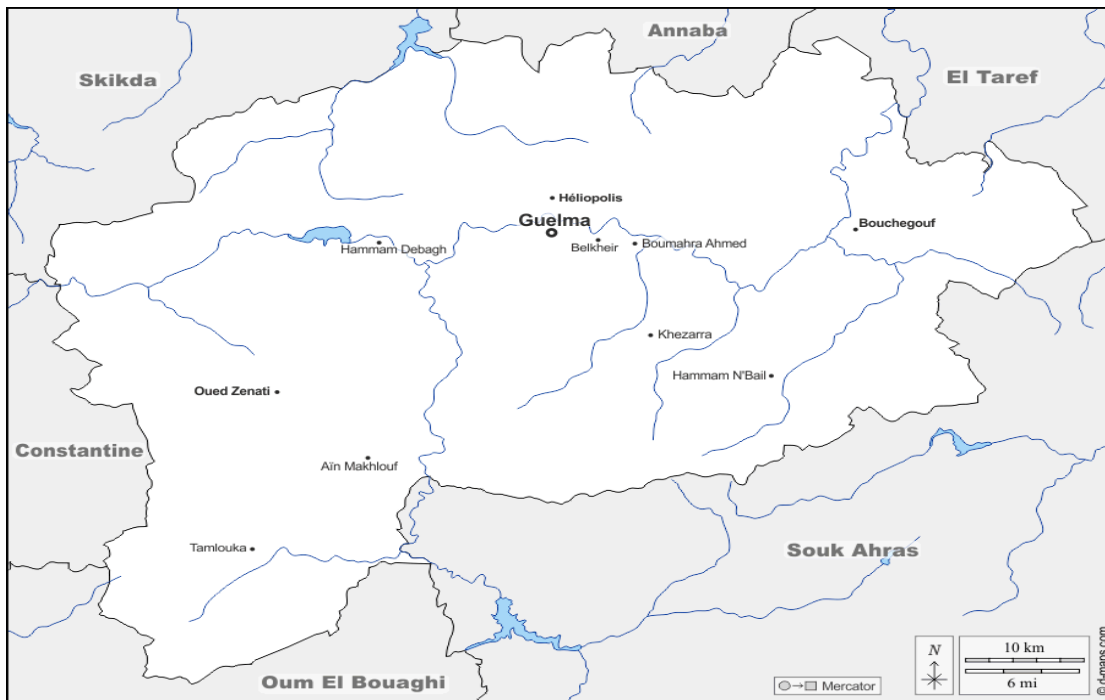 Annaba
Skikda
El Taref
Héliopolis
Guelma
Bouchegouf
Hammam Debagh
Belkheir
Boumahra Ahmed
Khezarra
Hammam N'Bail
Oued Zenati
Constantine
Aïn Makhlouf
Tamlouka
Souk Ahras
Oum El Bouaghi
Mercator
N
10 km
6 mi
© d-maps.com